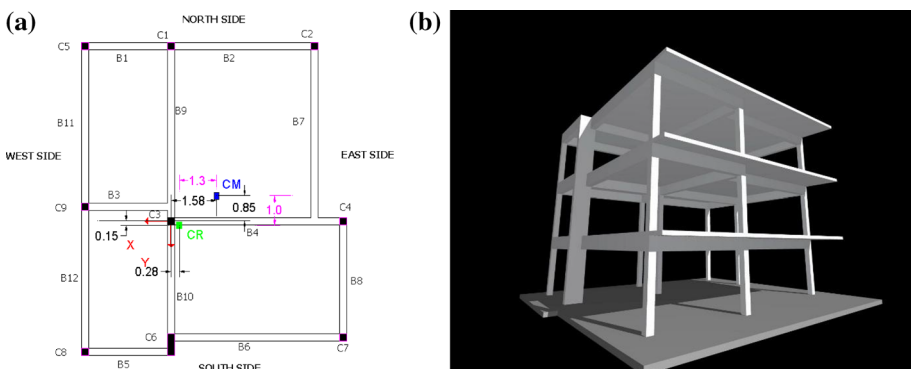 (a)
NORTH SIDE
C5
C1
C2
B1
B2
B11
B9
B7
WEST SIDE
EAST SIDE
1.3
CM
B3
1.58
0.85
1.0
C9
C3
C4
0.15
CR
B4
X
Y
0.28
B12
B10
B8
C6
C8
B5
B6
C7
SOUTH SIDE
(b)